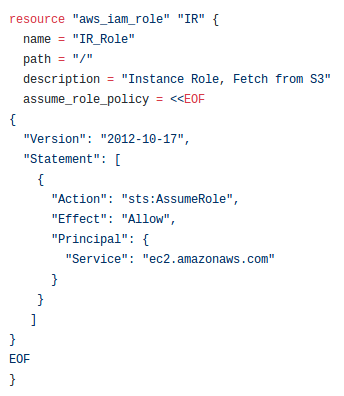 resource "aws_iam_role" "IR" {
  name = "IR_Role"
  path = "/"
  description = "Instance Role, Fetch from S3"
  assume_role_policy = <<EOF
{
  "Version": "2012-10-17",
  "Statement": [
    {
      "Action": "sts:AssumeRole",
      "Effect": "Allow",
      "Principal": {
        "Service": "ec2.amazonaws.com"
      }
    }
   ]
}
EOF
}